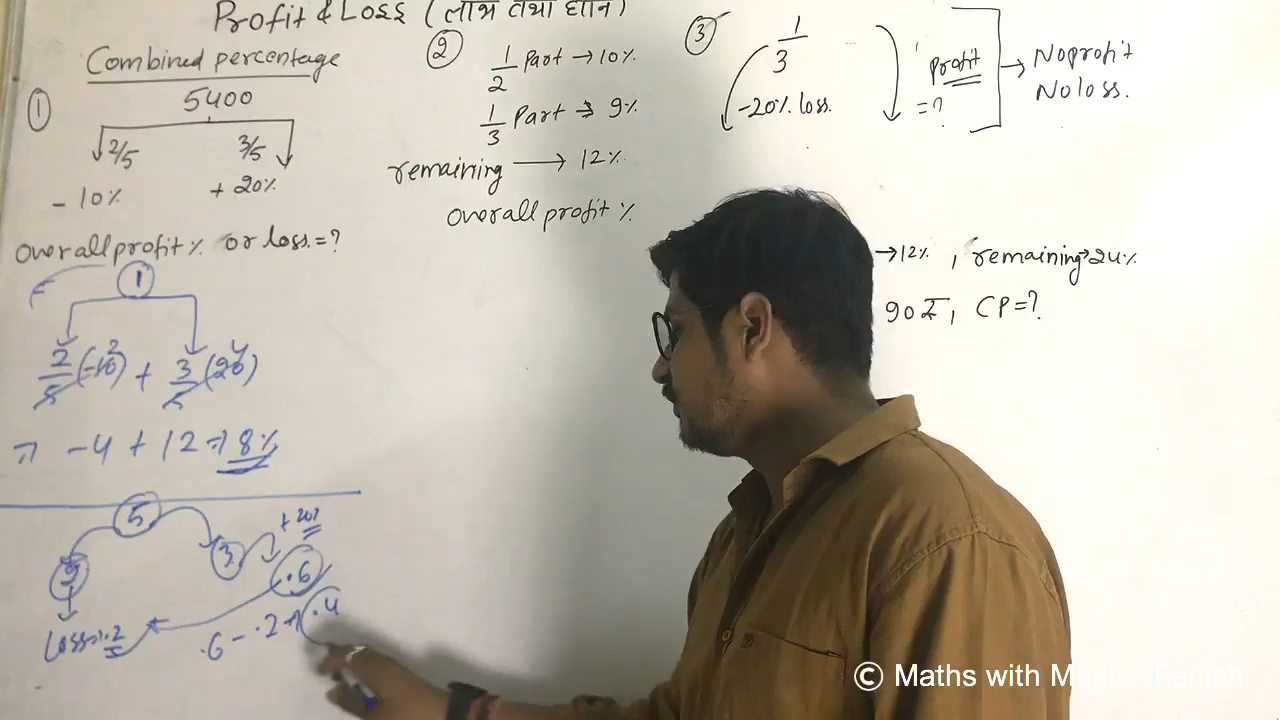 Profit & Loss (लाभ तथा हानि)
Combined percentage
①
5400
2/5 3/5
- 10% + 20%
Overall profit % or loss = ?
①
2/5 (-10) 2 + 3/5 (20) 4
⇒ -4 + 12 ⇒ 8%
5
3 + 20%
.6
Loss ⇒ .2
.6 - .2 ⇒ .4
②
1/2 Part → 10%
1/3 Part → 9%
remaining → 12%
Overall profit %
③
1/3
-20% loss.
profit
= ?
→ No profit
No loss.
→ 12% , remaining → 24%
90 , CP = ?
© Maths with Master